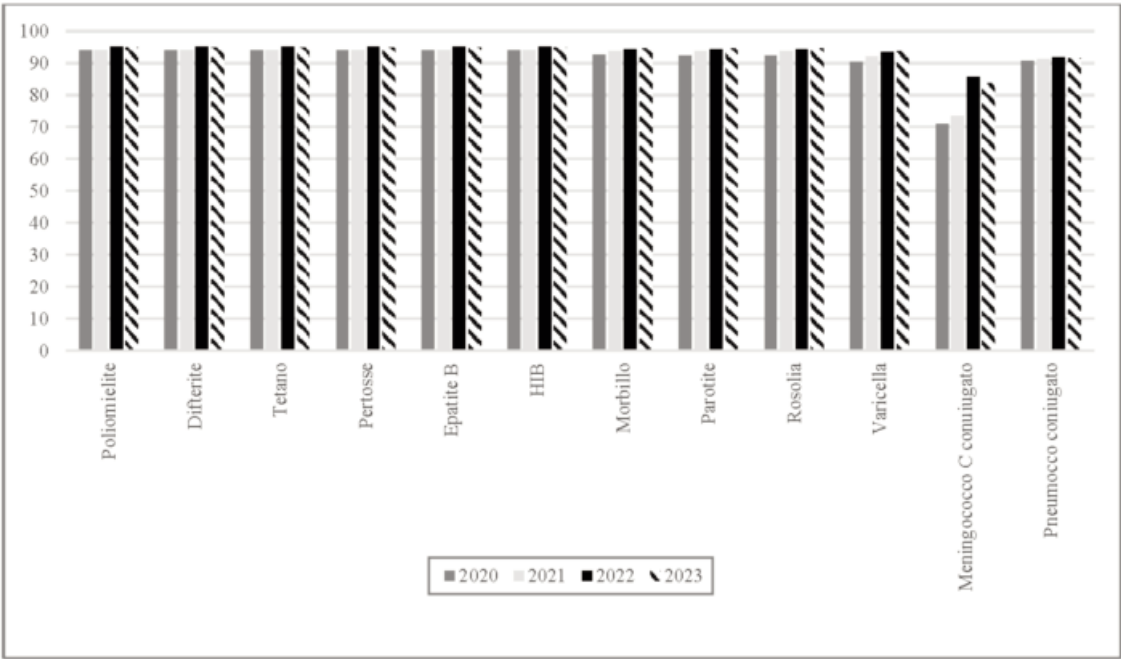 100
90
80
70
60
50
40
30
20
10
0
Poliomielite
Difterite
Tetano
Pertosse
Epatite B
HIB
Morbillo
Parotite
Rosolia
Varicella
Meningococco C conuiugato
Pneumocco coniugato
2020 2021 2022 2023